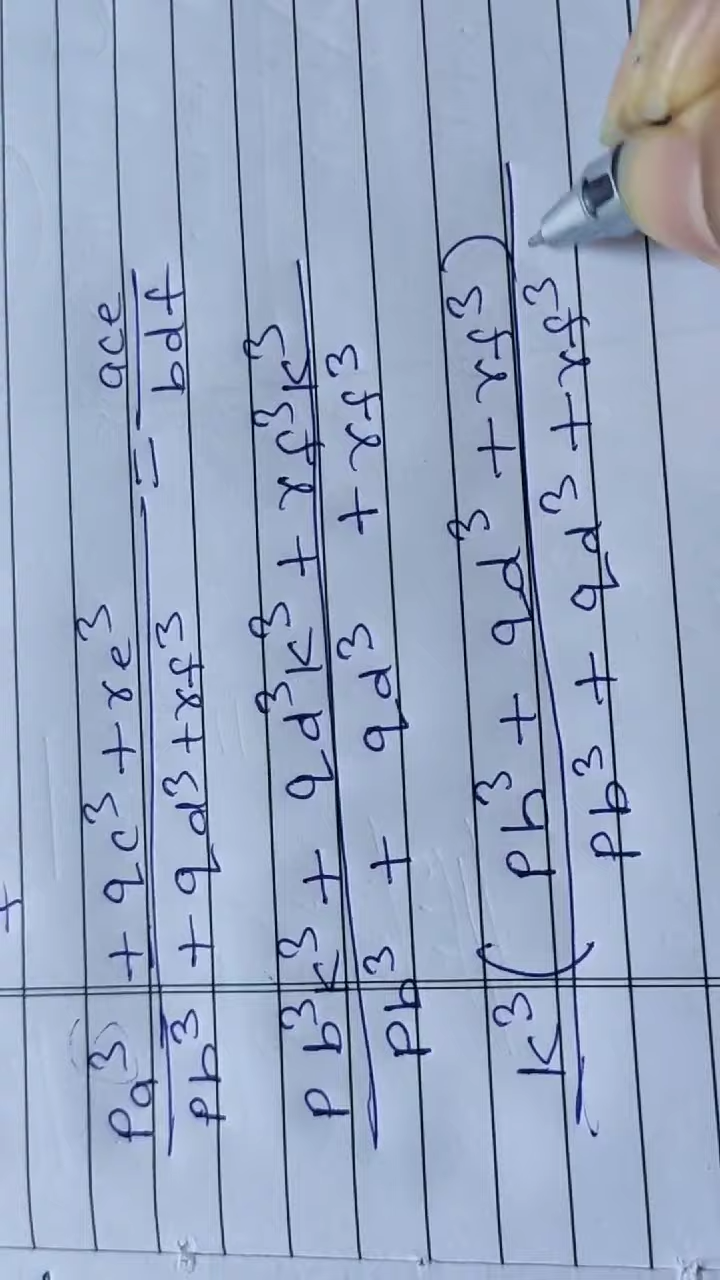 pa³ + qc³ + re³ / pb³ + qd³ + rf³ = ace / bdf
pb³k³ + qd³k³ + rf³k³ / pb³ + qd³ + rf³
k³ ( pb³ + qd³ + rf³ ) / pb³ + qd³ + rf³